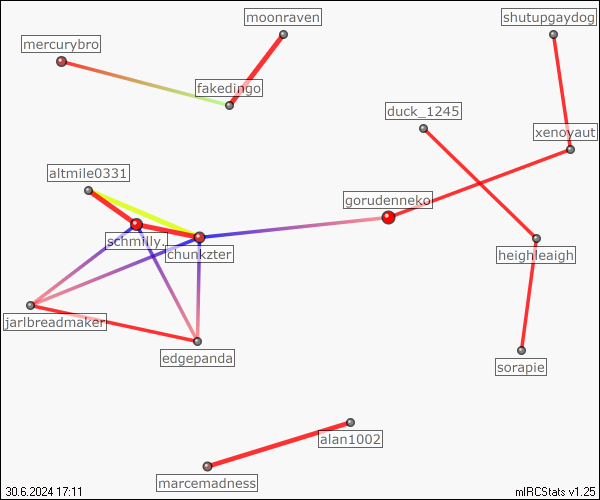 moonraven
shutupgaydog
mercurybro
fakedingo
duck_1245
xenoyaut
altmile0331
gorudenneko
schmilly.
chunkzter
heighleaigh
jarlbreadmaker
edgepanda
sorapie
alan1002
marcemadness
30.6.2024 17:11
mIRCStats v1.25